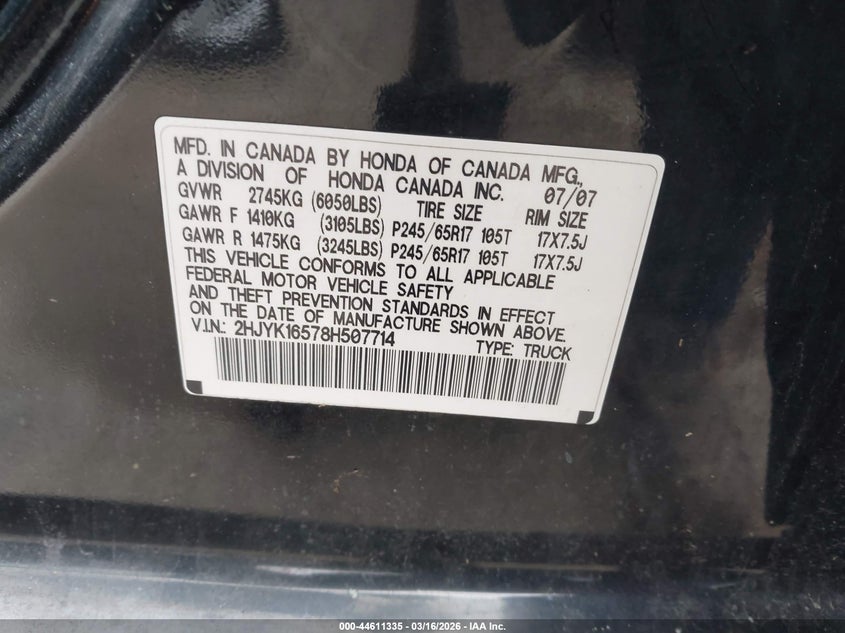 MFD. IN CANADA BY HONDA OF CANADA MFG.,
A DIVISION OF HONDA CANADA INC. 07/07
GVWR 2745KG (6050LBS) TIRE SIZE RIM SIZE
GAWR F 1410KG (3105LBS) P245/65R17 105T 17X7.5J
GAWR R 1475KG (3245LBS) P245/65R17 105T 17X7.5J
THIS VEHICLE CONFORMS TO ALL APPLICABLE
FEDERAL MOTOR VEHICLE SAFETY
AND THEFT PREVENTION STANDARDS IN EFFECT
ON THE DATE OF MANUFACTURE SHOWN ABOVE.
V.I.N: 2HJYK16578H507714 TYPE: TRUCK
000-44611335 - 03/16/2026 - IAA Inc.